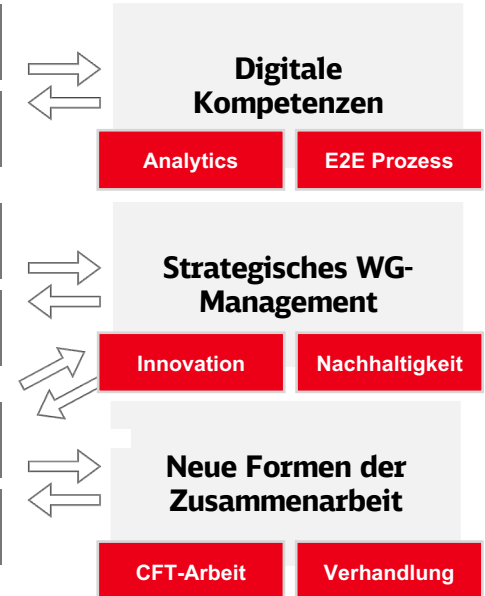 Digitale
Kompetenzen
Analytics
E2E Prozess
Strategisches WG-
Management
Innovation
Nachhaltigkeit
Neue Formen der
Zusammenarbeit
CFT-Arbeit
Verhandlung